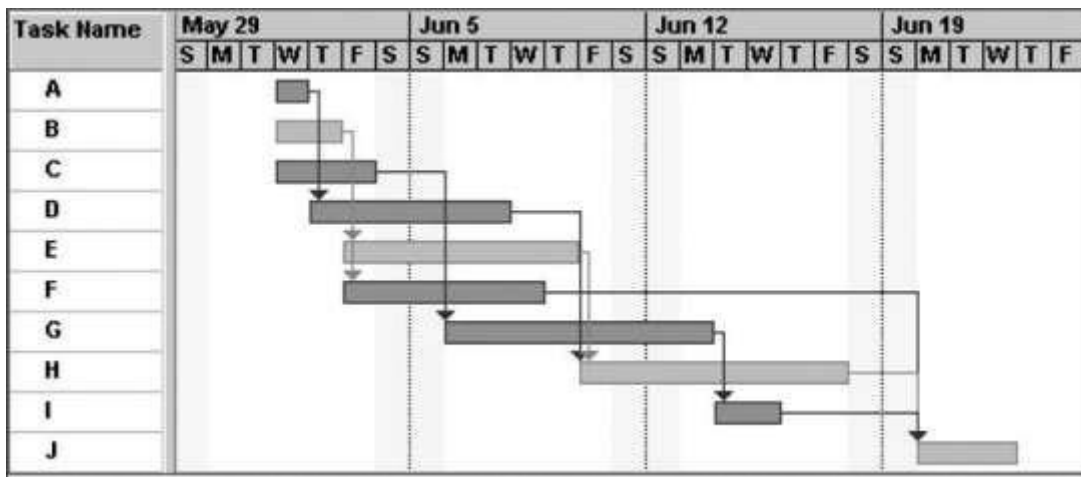 Task Name May 29 Jun 5 Jun 12 Jun 19
S M T W T F S S M T W T F S S M T W T F S S M T W T F
A
B
C
D
E
F
G
H
I
J